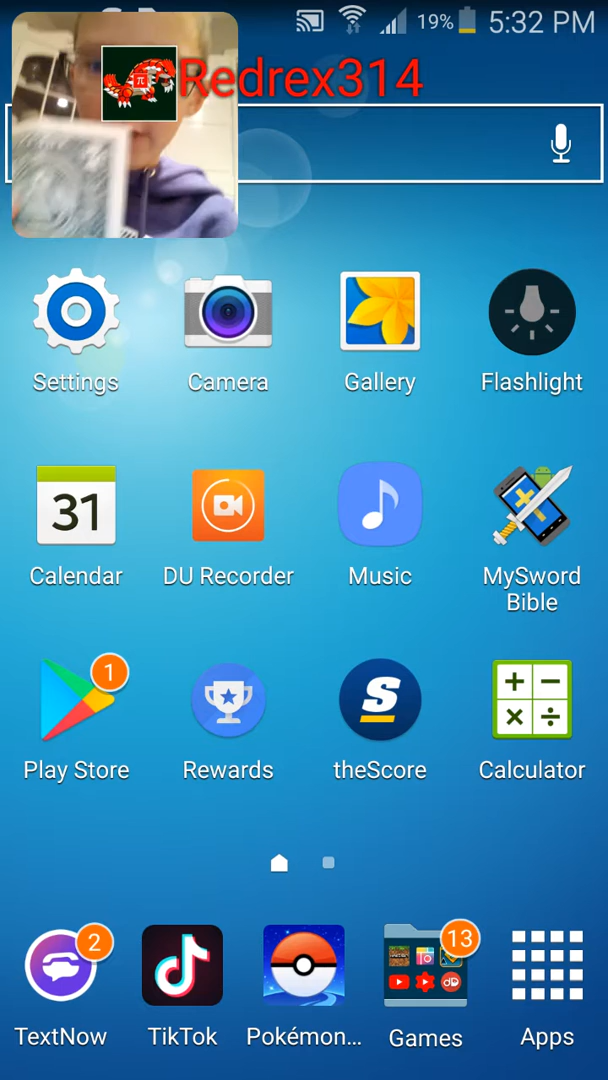 19% 5:32 PM
π Redrex314
Settings Camera Gallery Flashlight
31
Calendar DU Recorder Music MySword
Bible
1
S
Play Store Rewards theScore Calculator
2 13
TextNow TikTok Pokémon... Games Apps